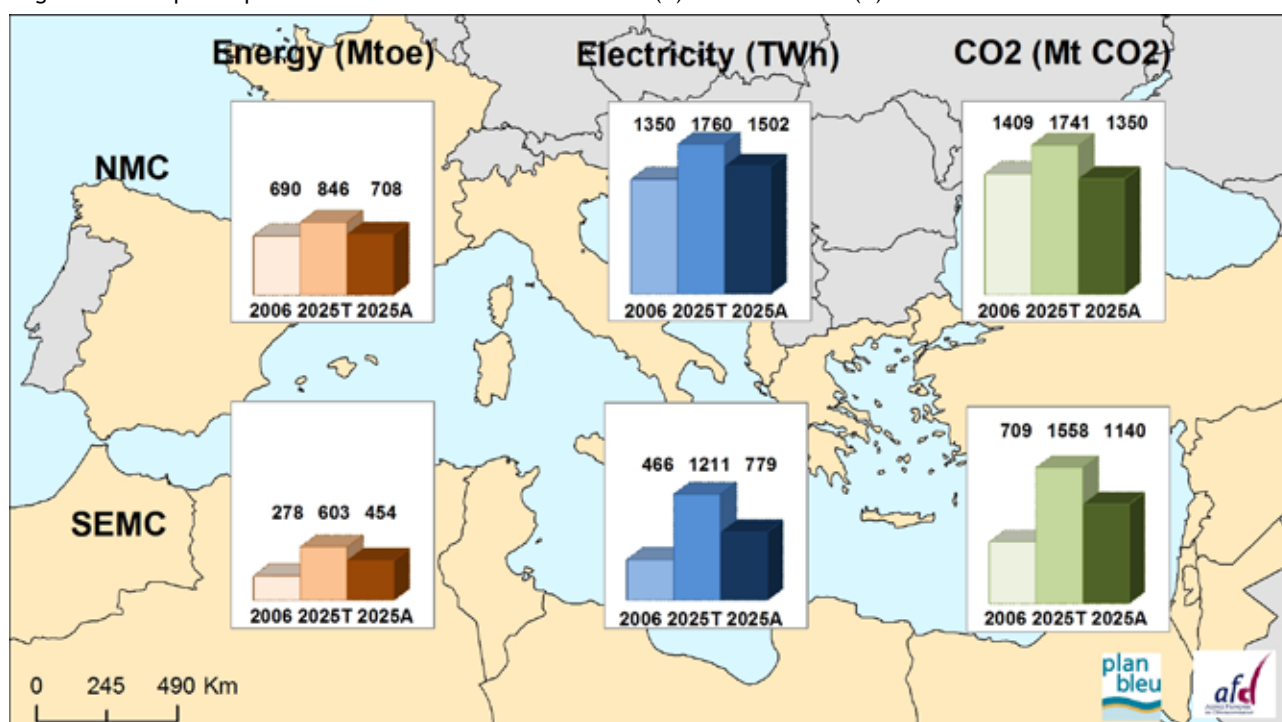 Energy (Mtoe)
Electricity (TWh)
CO2 (Mt CO2)
NMC
690 846 708
2006 2025T 2025A
1350 1760 1502
2006 2025T 2025A
1409 1741 1350
2006 2025T 2025A
SEMC
278 603 454
2006 2025T 2025A
466 1211 779
2006 2025T 2025A
709 1558 1140
2006 2025T 2025A
0 245 490 Km
plan
bleu
afd